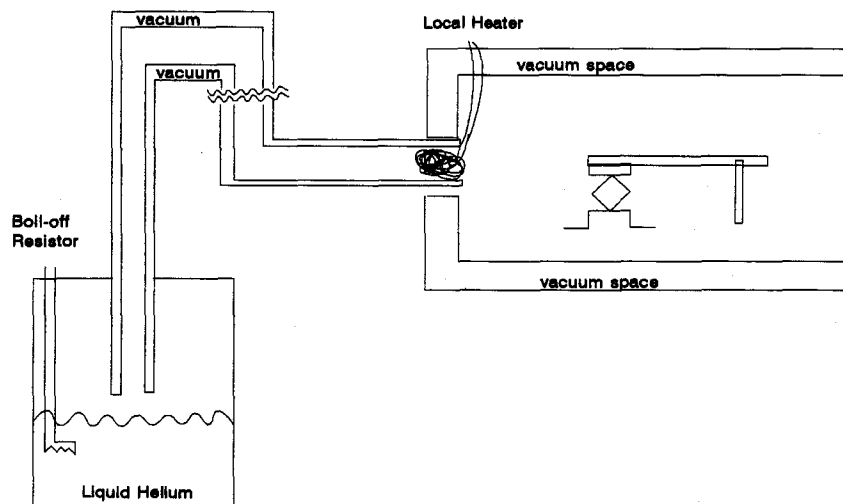 vacuum
Local Heater
vacuum space
vacuum
Boil-off
Resistor
vacuum space
Liquid Helium